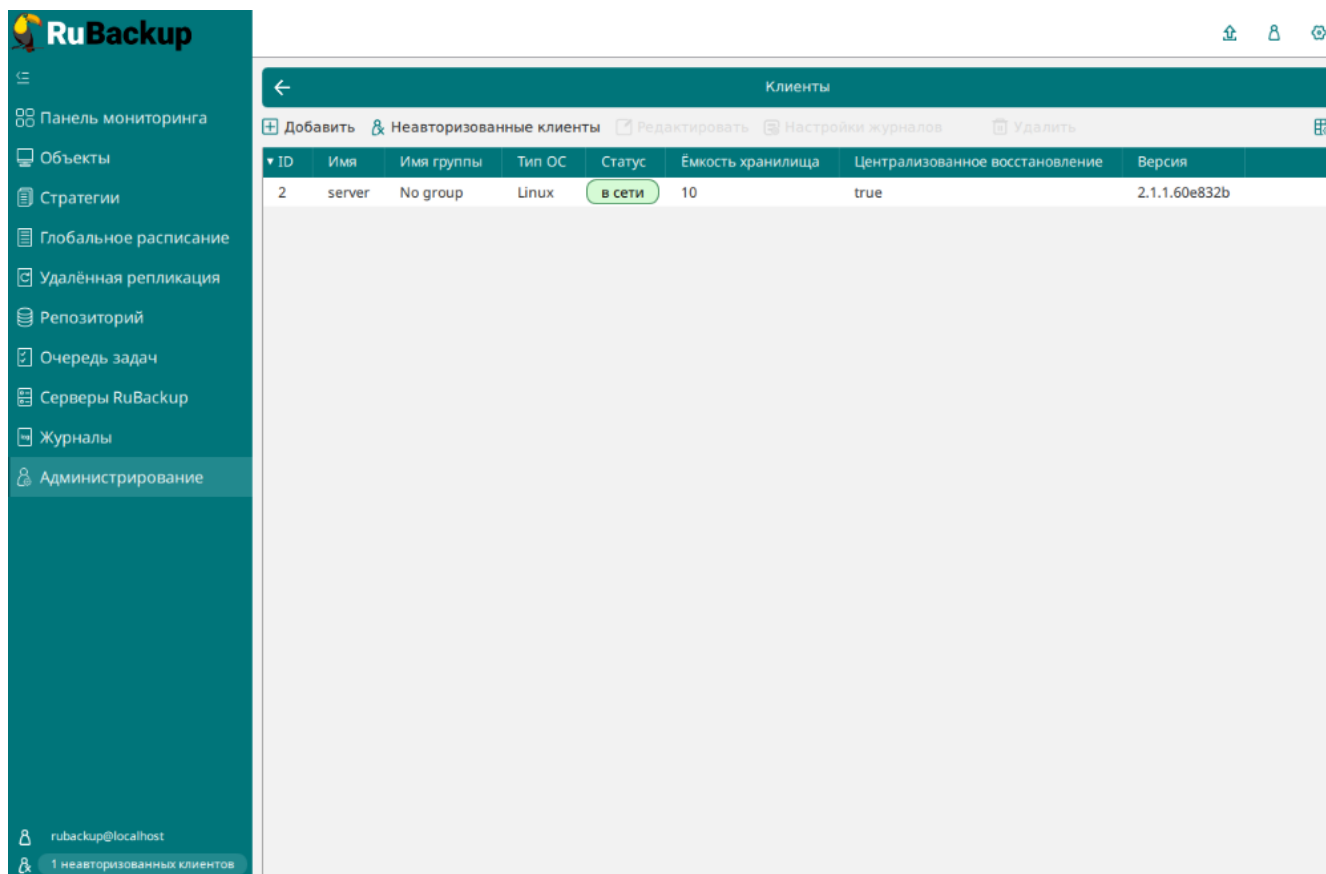 RuBackup
Клиенты
Панель мониторинга
Объекты
Стратегии
Глобальное расписание
Удалённая репликация
Репозиторий
Очередь задач
Серверы RuBackup
Журналы
Администрирование
Добавить Неавторизованные клиенты Редактировать Настройки журналов Удалить
ID Имя Имя группы Тип ОС Статус Ёмкость хранилища Централизованное восстановление Версия
2 server No group Linux в сети 10 true 2.1.1.60e832b
rubackup@localhost
1 неавторизованных клиентов